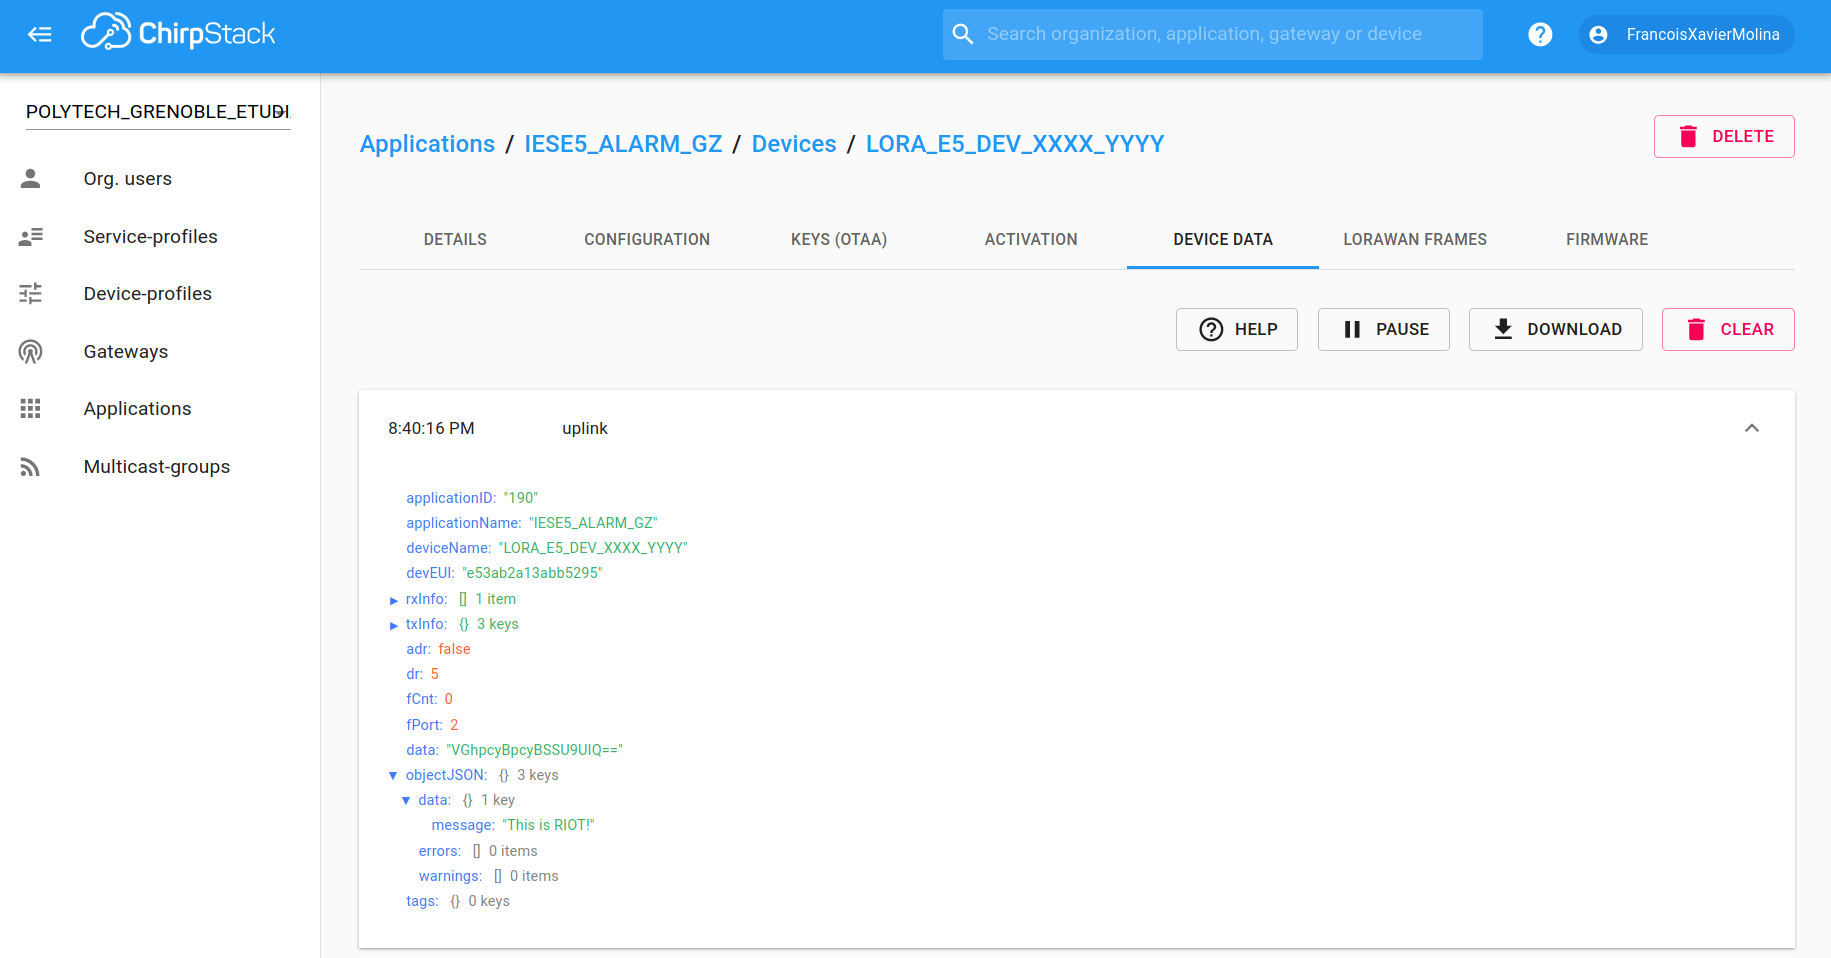 ChirpStack
Search organization, application, gateway or device
?
FrancoisXavierMolina
POLYTECH_GRENOBLE_ETUDI
Org. users
Service-profiles
Device-profiles
Gateways
Applications
Multicast-groups
Applications / IESE5_ALARM_GZ / Devices / LORA_E5_DEV_XXXX_YYYY
DELETE
DETAILS CONFIGURATION KEYS (OTAA) ACTIVATION DEVICE DATA LORAWAN FRAMES FIRMWARE
HELP PAUSE DOWNLOAD CLEAR
8:40:16 PM uplink
applicationID: "190"
applicationName: "IESE5_ALARM_GZ"
deviceName: "LORA_E5_DEV_XXXX_YYYY"
devEUI: "e53ab2a13abb5295"
rxInfo: [] 1 item
txInfo: {} 3 keys
adr: false
dr: 5
fCnt: 0
fPort: 2
data: "VGhpcyBpcyBSSU9UIQ=="
objectJSON: {} 3 keys
data: {} 1 key
message: "This is RIOT!"
errors: [] 0 items
warnings: [] 0 items
tags: {} 0 keys